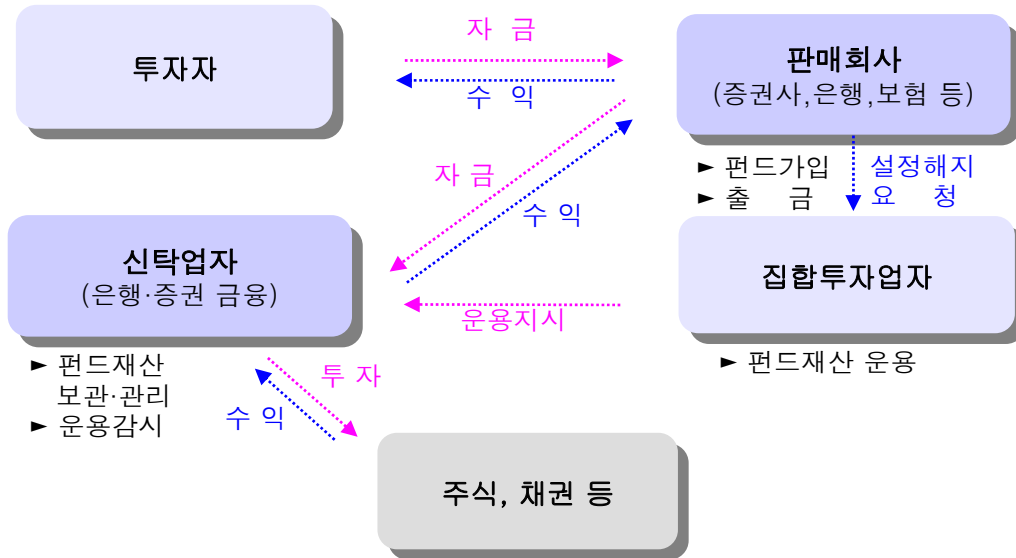 자 금
투자자
수 익
판매회사
(증권사,은행,보험 등)
► 펀드가입
► 출 금
설정해지
요 청
자 금
수 익
신탁업자
(은행·증권 금융)
집합투자업자
운용지시
► 펀드재산
보관·관리
► 운용감시
► 펀드재산 운용
투 자
수 익
주식, 채권 등